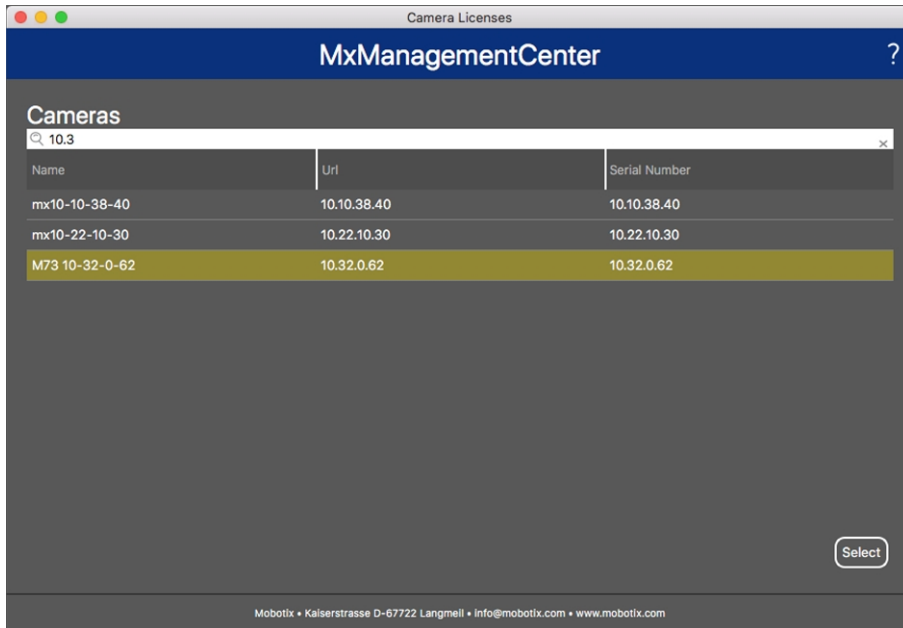 Camera Licenses
MxManagementCenter ?
Cameras
10.3 ×
Name Url Serial Number
mx10-10-38-40 10.10.38.40 10.10.38.40
mx10-22-10-30 10.22.10.30 10.22.10.30
M73 10-32-0-62 10.32.0.62 10.32.0.62
Select
Mobotix • Kaiserstrasse D-67722 Langmeil • info@mobotix.com • www.mobotix.com